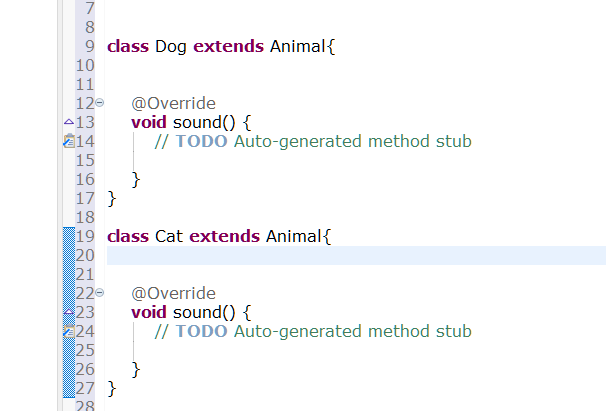 7
8
9 class Dog extends Animal{
10
11
12 @Override
13 void sound() {
14 // TODO Auto-generated method stub
15
16 }
17 }
18
19 class Cat extends Animal{
20
21
22 @Override
23 void sound() {
24 // TODO Auto-generated method stub
25
26 }
27 }
28